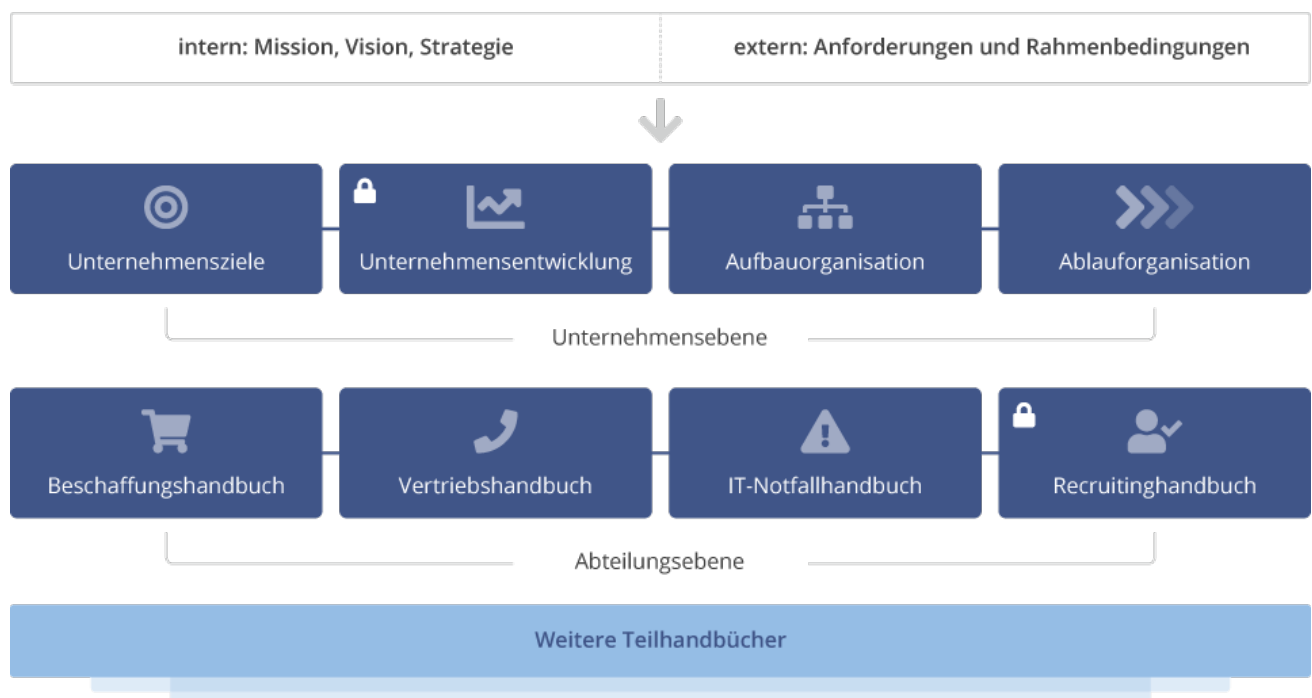 intern: Mission, Vision, Strategie
extern: Anforderungen und Rahmenbedingungen
Unternehmensziele
Unternehmensentwicklung
Aufbauorganisation
Ablauforganisation
Unternehmensebene
Beschaffungshandbuch
Vertriebshandbuch
IT-Notfallhandbuch
Recruitinghandbuch
Abteilungsebene
Weitere Teilhandbücher